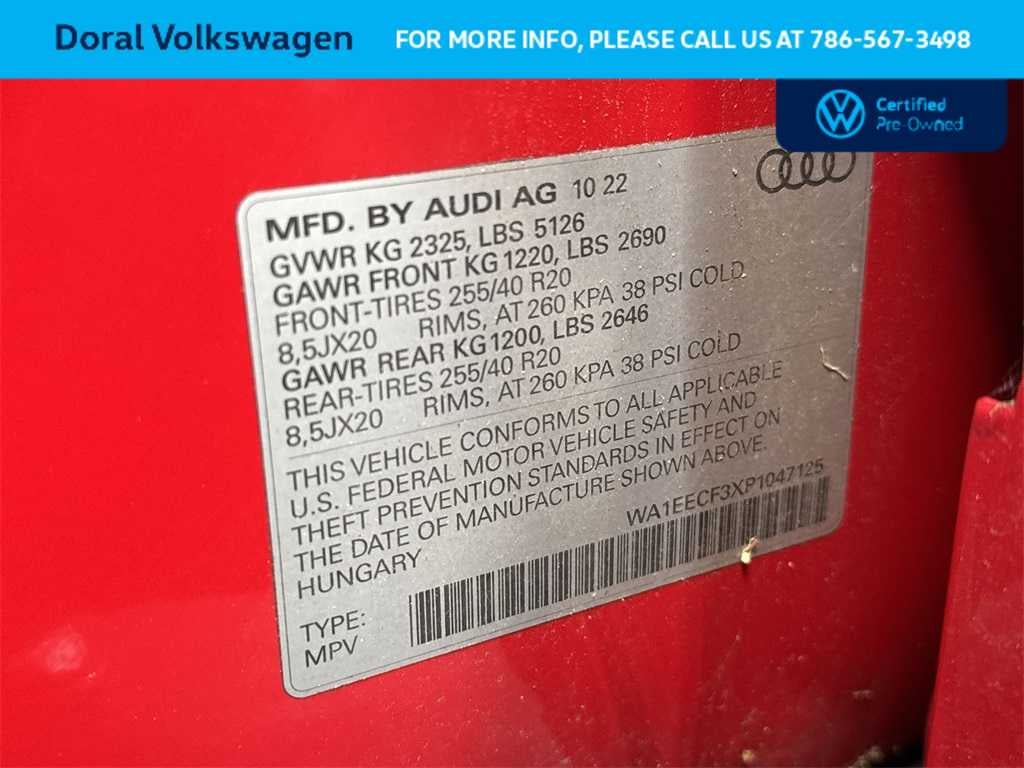 Doral Volkswagen
FOR MORE INFO, PLEASE CALL US AT 786-567-3498
Certified
Pre-Owned
MFD. BY AUDI AG 10 22
GVWR KG 2325, LBS 5126
GAWR FRONT KG 1220, LBS 2690
FRONT-TIRES 255/40 R20
8,5JX20 RIMS, AT 260 KPA 38 PSI COLD
GAWR REAR KG 1200, LBS 2646
REAR-TIRES 255/40 R20
8,5JX20 RIMS, AT 260 KPA 38 PSI COLD
THIS VEHICLE CONFORMS TO ALL APPLICABLE
U.S. FEDERAL MOTOR VEHICLE SAFETY AND
THEFT PREVENTION STANDARDS IN EFFECT ON
THE DATE OF MANUFACTURE SHOWN ABOVE.
HUNGARY
WA1EECF3XP1047125
TYPE:
MPV